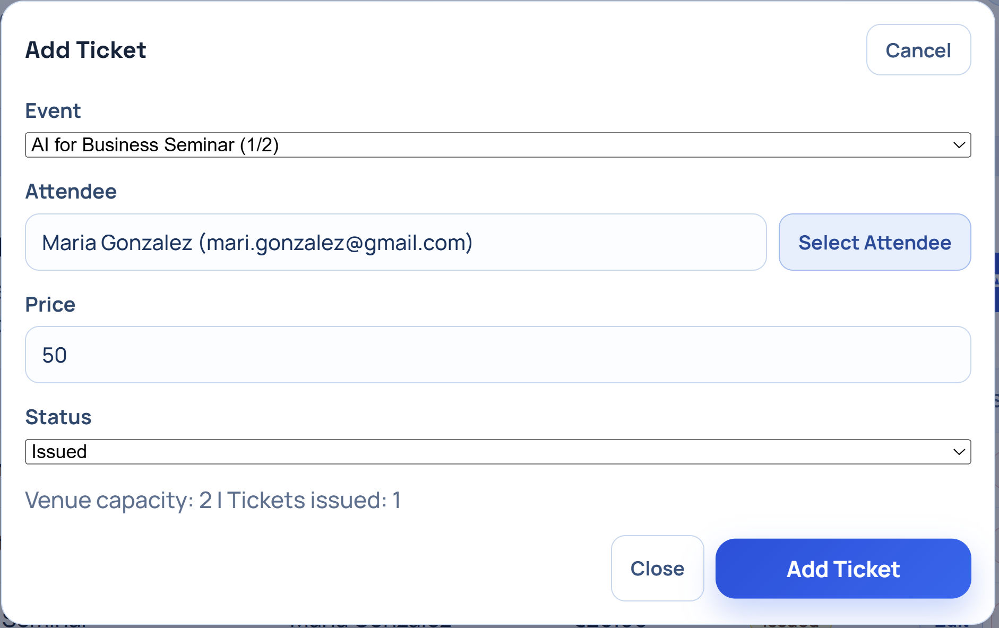 Add Ticket
Cancel
Event
AI for Business Seminar (1/2)
Attendee
Maria Gonzalez (mari.gonzalez@gmail.com)
Select Attendee
Price
50
Status
Issued
Venue capacity: 2 | Tickets issued: 1
Close
Add Ticket